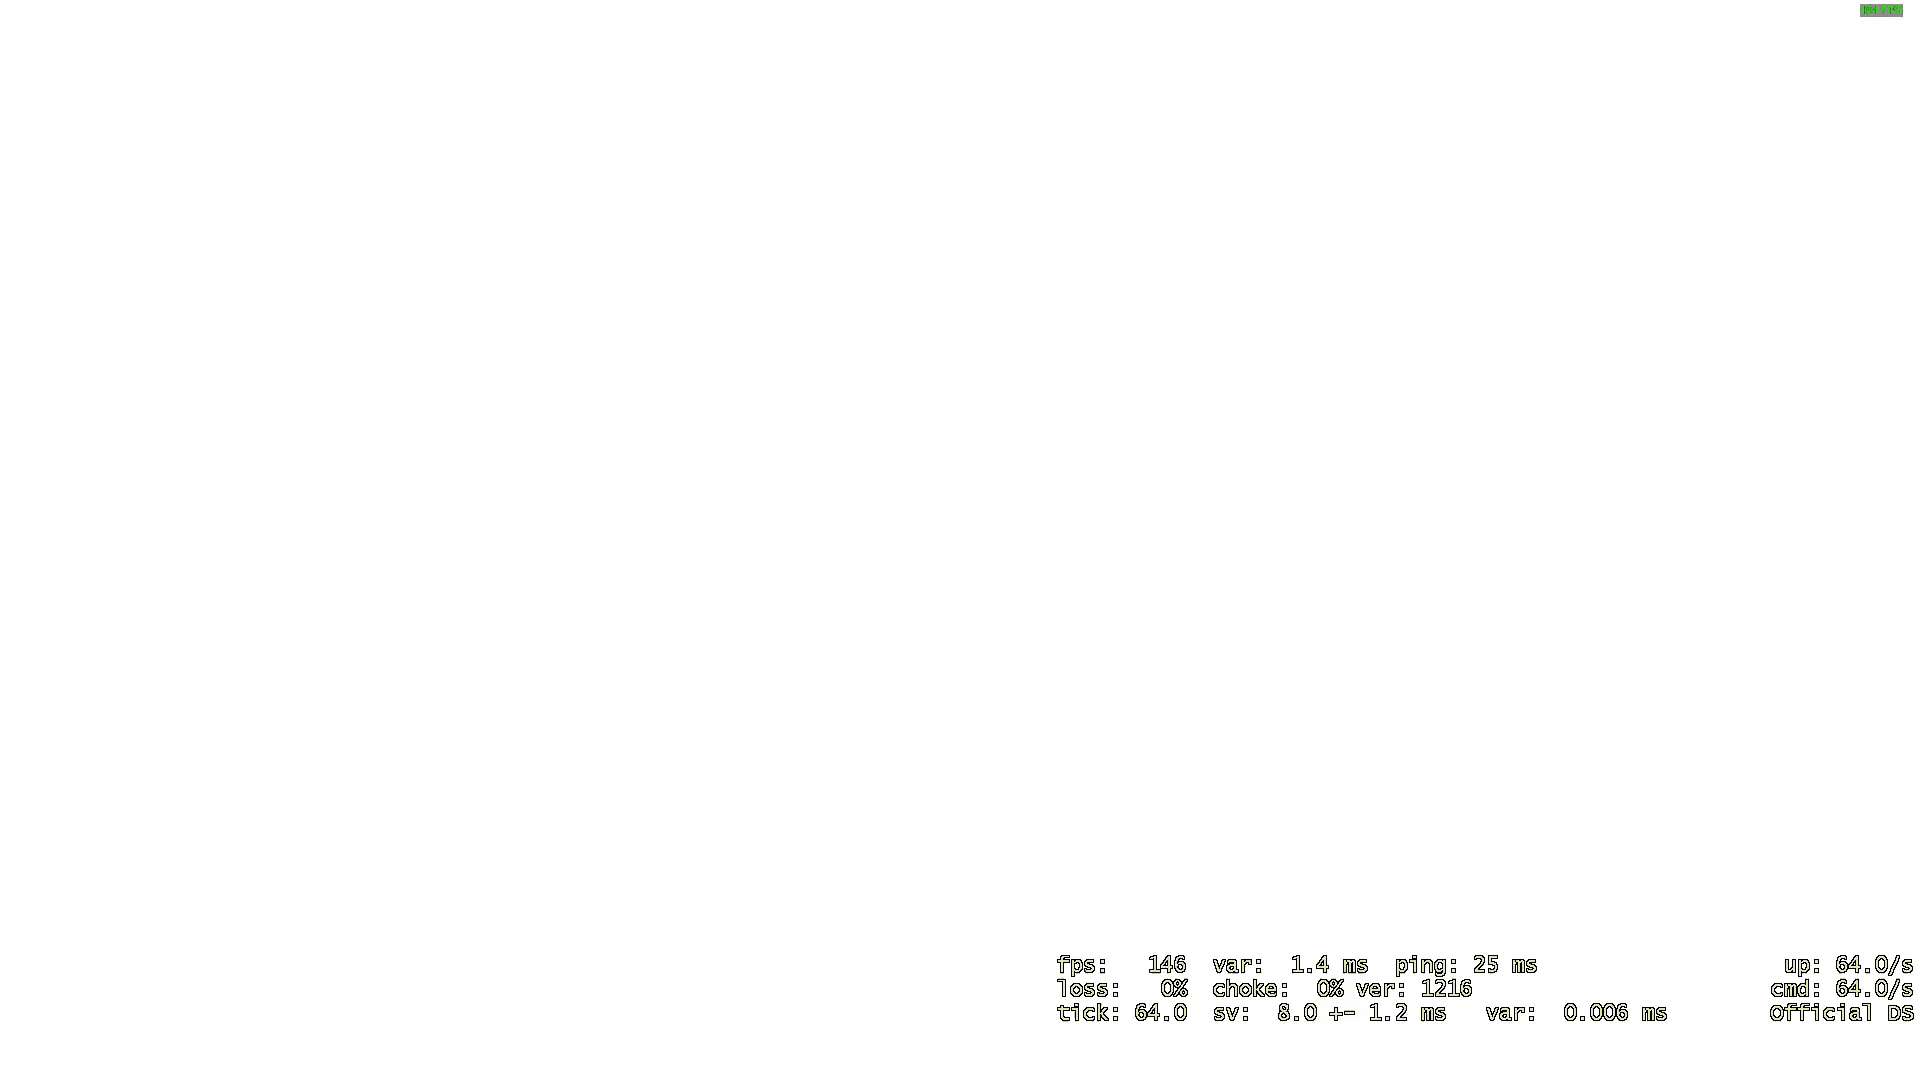 fps: 146 var: 1.4 ms ping: 25 ms up: 64.0/s
loss: 0% choke: 0% ver: 1216 cmd: 64.0/s
tick: 64.0 sv: 8.0 +- 1.2 ms var: 0.006 ms Official DS